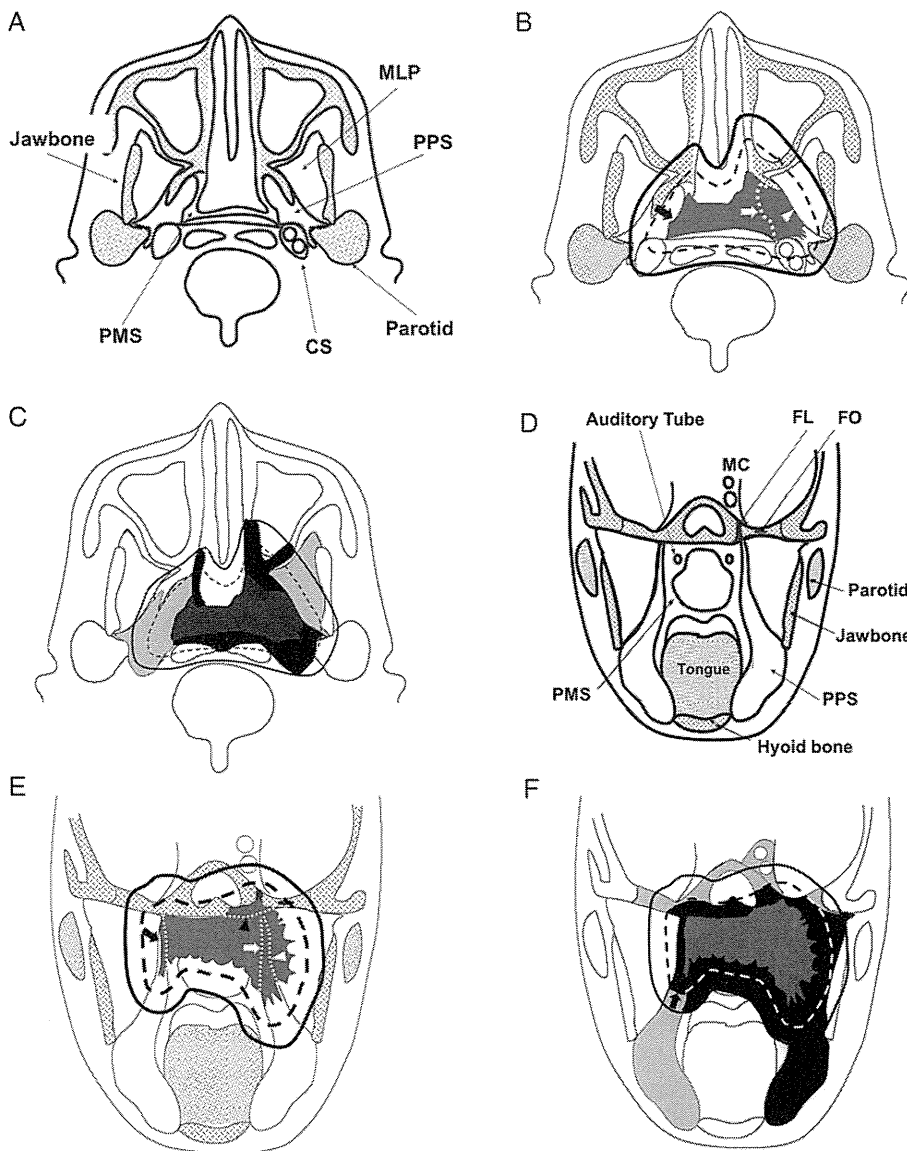 A
MLP
Jawbone
PPS
PMS
CS
Parotid
B
C
D
Auditory Tube
FL
FO
MC
Parotid
Jawbone
Tongue
PMS
PPS
Hyoid bone
E
F